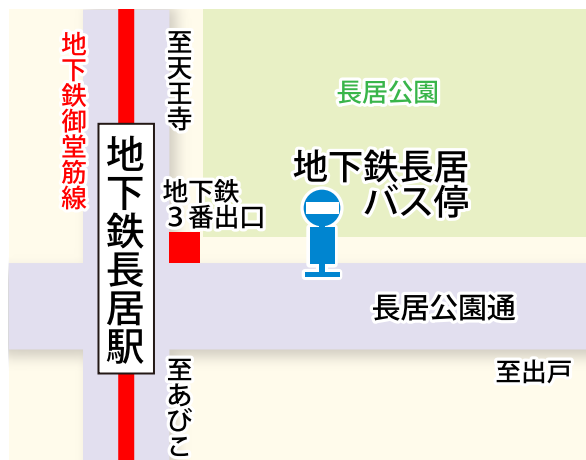 地下鉄御堂筋線
至天王寺
長居公園
地下鉄長居駅
地下鉄長居
バス停
地下鉄
3番出口
長居公園通
至あびこ
至出戸